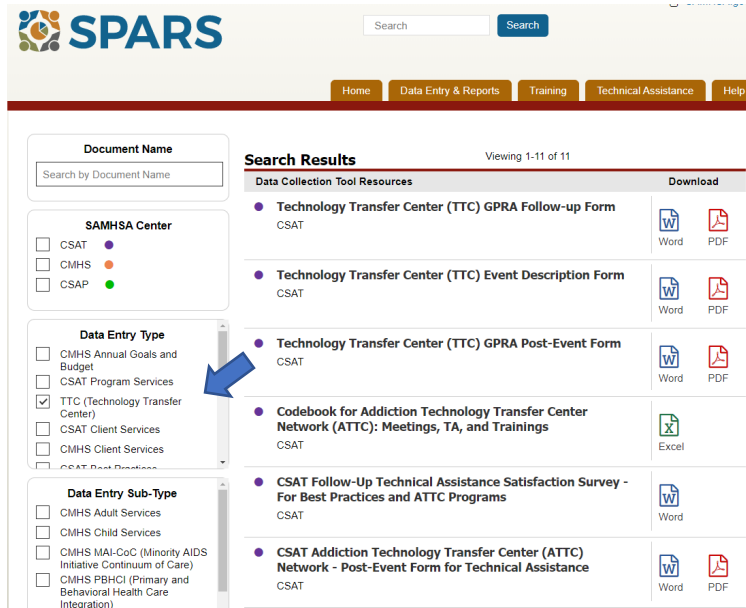 SPARS
Search
Search
Home
Data Entry & Reports
Training
Technical Assistance
Help
Document Name
Search by Document Name
SAMHSA Center
CSAT
CMHS
CSAP
Data Entry Type
CMHS Annual Goals and
Budget
CSAT Program Services
TTC (Technology Transfer
Center)
CSAT Client Services
CMHS Client Services
CSAT Best Practices
Data Entry Sub-Type
CMHS Adult Services
CMHS Child Services
CMHS MAI-CoC (Minority AIDS
Initiative Continuum of Care)
CMHS PBHCI (Primary and
Behavioral Health Care
Integration)
Search Results
Viewing 1-11 of 11
Data Collection Tool Resources
Download
Technology Transfer Center (TTC) GPRA Follow-up Form
CSAT
Word
PDF
Technology Transfer Center (TTC) Event Description Form
CSAT
Word
PDF
Technology Transfer Center (TTC) GPRA Post-Event Form
CSAT
Word
PDF
Codebook for Addiction Technology Transfer Center
Network (ATTC): Meetings, TA, and Trainings
CSAT
Excel
CSAT Follow-Up Technical Assistance Satisfaction Survey -
For Best Practices and ATTC Programs
CSAT
Word
CSAT Addiction Technology Transfer Center (ATTC)
Network - Post-Event Form for Technical Assistance
CSAT
Word
PDF